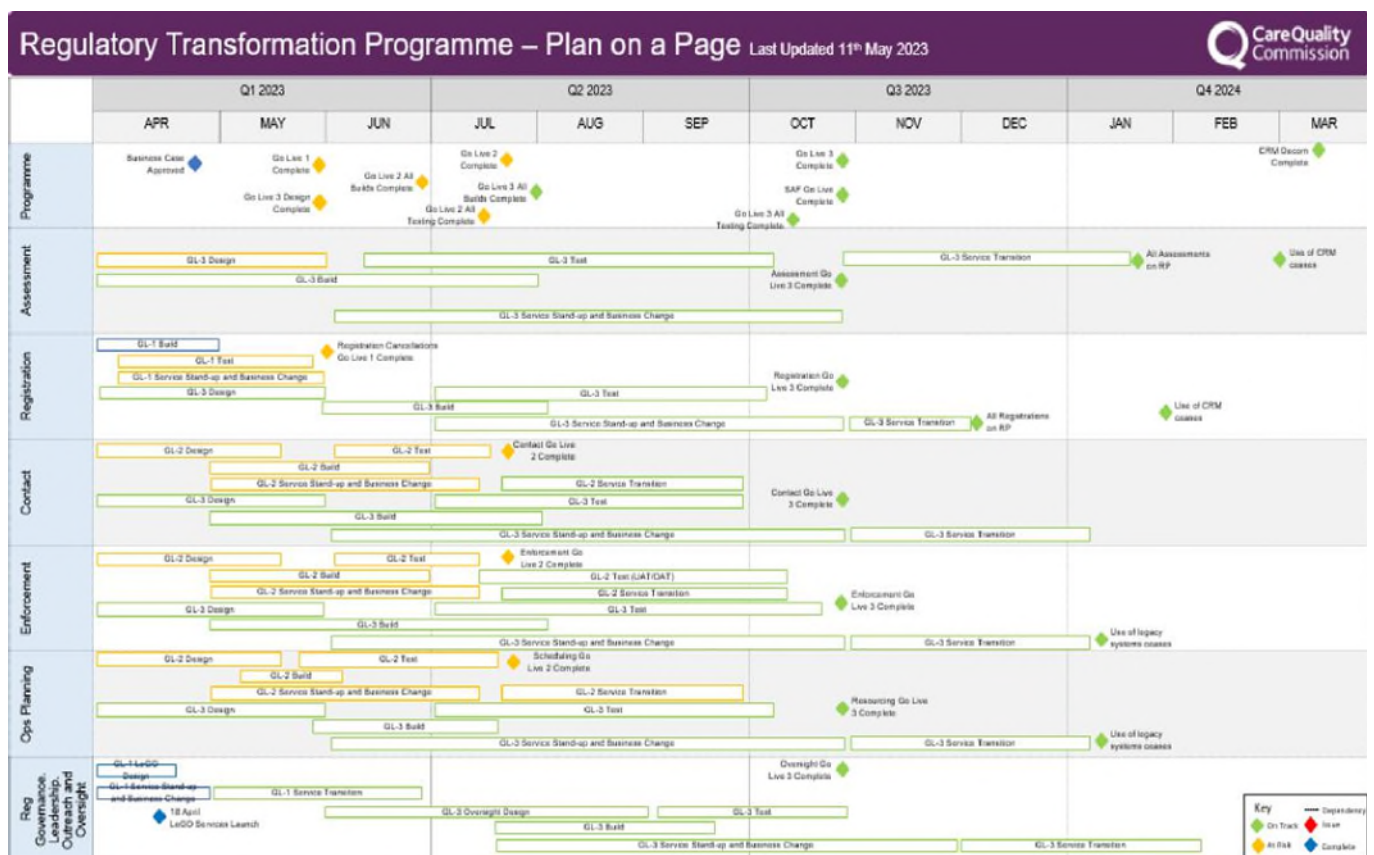 Regulatory Transformation Programme – Plan on a Page Last Updated 11th May 2023
CareQuality
Commission
Q1 2023
Q2 2023
Q3 2023
Q4 2024
APR
MAY
JUN
JUL
AUG
SEP
OCT
NOV
DEC
JAN
FEB
MAR
Programme
Business Case
Approved
Go Live 1
Complete
Go Live 3 Design
Complete
Go Live 2 All
Builds Complete
Go Live 2
Complete
Go Live 3 All
Builds Complete
Go Live 2 All
Testing Complete
Go Live 3
Complete
SAF Go Live
Complete
Go Live 3 All
Testing Complete
CRM Decom
Complete
Assessment
GL-3 Design
GL-3 Test
GL-3 Service Transition
All Assessments
on RP
Use of CRM
ceases
GL-3 Build
Assessment Go
Live 3 Complete
GL-3 Service Stand-up and Business Change
Registration
GL-1 Build
Registration Cancellations
Go Live 1 Complete
GL-1 Test
GL-1 Service Stand-up and Business Change
Registration Go
Live 3 Complete
GL-3 Design
GL-3 Test
GL-3 Build
Use of CRM
ceases
GL-3 Service Stand-up and Business Change
GL-3 Service Transition
All Registrations
on RP
Contact
GL-2 Design
GL-2 Test
Contact Go Live
2 Complete
GL-2 Build
GL-2 Service Stand-up and Business Change
GL-2 Service Transition
GL-3 Design
GL-3 Test
Contact Go Live
3 Complete
GL-3 Build
GL-3 Service Stand-up and Business Change
GL-3 Service Transition
Enforcement
GL-2 Design
GL-2 Test
Enforcement Go
Live 2 Complete
GL-2 Build
GL-2 Test (UAT/OAT)
GL-2 Service Stand-up and Business Change
GL-2 Service Transition
GL-3 Design
GL-3 Test
Enforcement Go
Live 3 Complete
GL-3 Build
GL-3 Service Stand-up and Business Change
GL-3 Service Transition
Use of legacy
systems ceases
Ops Planning
GL-2 Design
GL-2 Test
Scheduling Go
Live 2 Complete
GL-2 Build
GL-2 Service Stand-up and Business Change
GL-2 Service Transition
GL-3 Design
GL-3 Test
Resourcing Go Live
3 Complete
GL-3 Build
GL-3 Service Stand-up and Business Change
GL-3 Service Transition
Use of legacy
systems ceases
Reg
Governance,
Leadership,
Outreach and
Oversight
GL-1 LeGO
Design
GL-1 Service Stand-up
and Business Change
GL-1 Service Transition
Oversight Go
Live 3 Complete
18 April
LeGO Services Launch
GL-3 Oversight Design
GL-3 Test
GL-3 Build
GL-3 Service Stand-up and Business Change
GL-3 Service Transition
Key
Dependency
On Track
Issue
At Risk
Complete